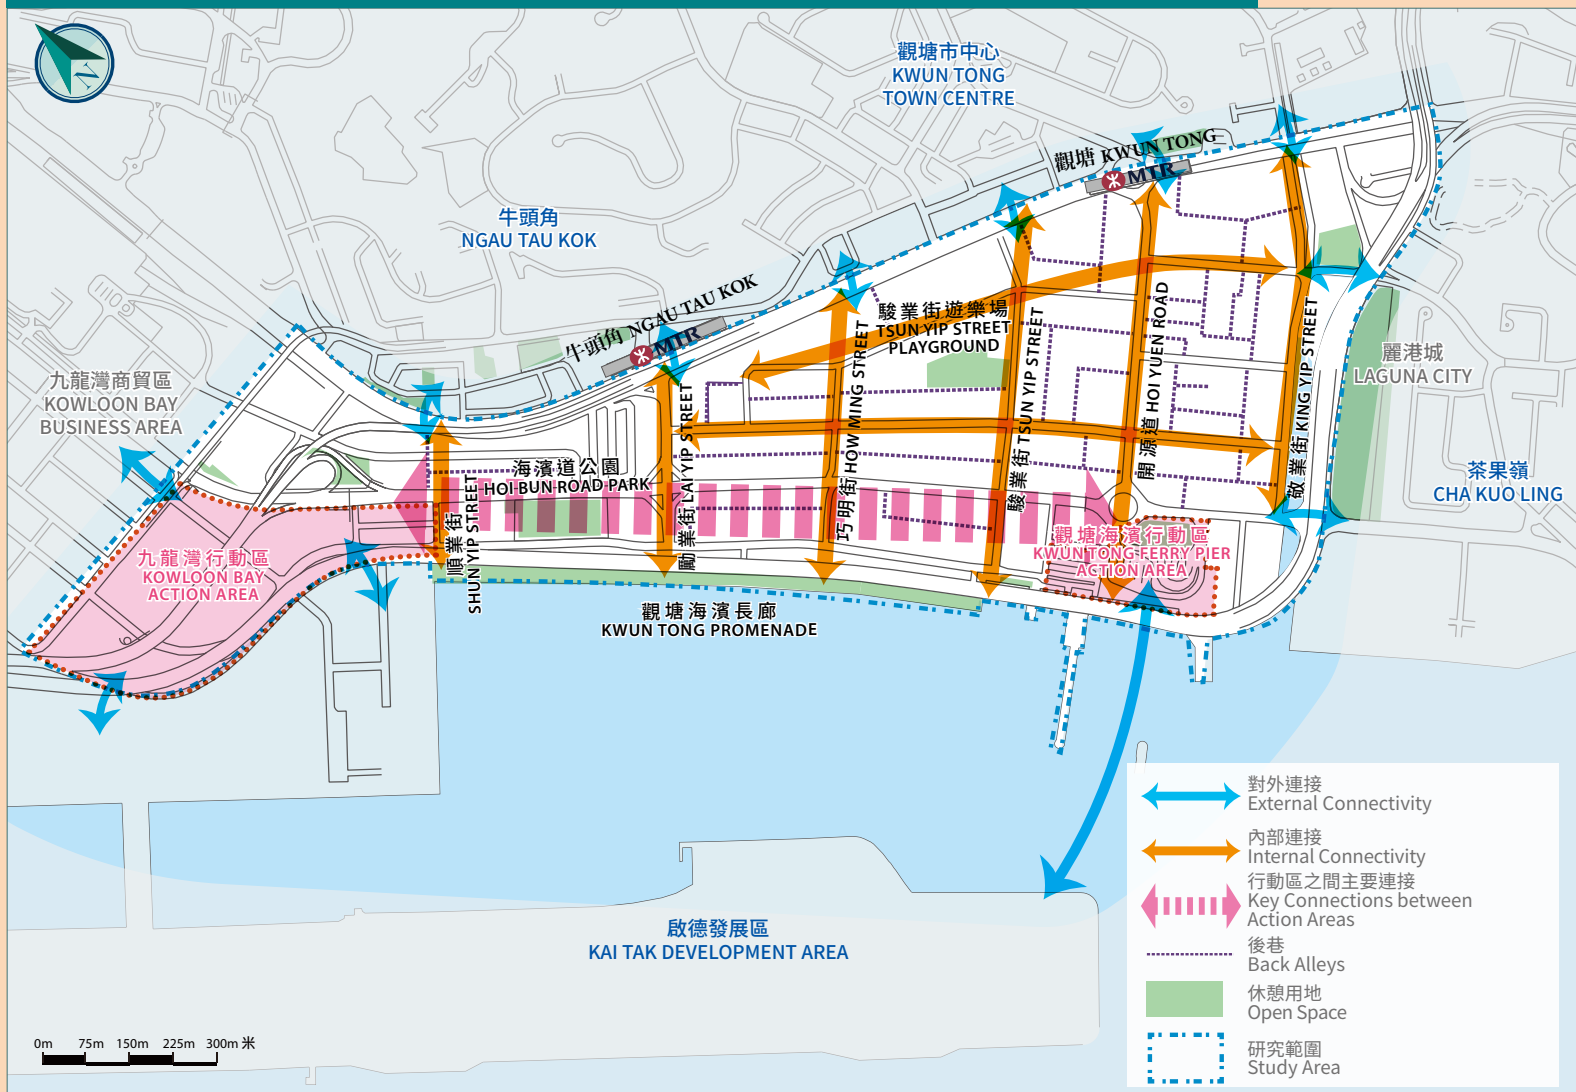 N
觀塘市中心
KWUN TONG
TOWN CENTRE
觀塘 KWUN TONG
MTR
牛頭角
NGAU TAU KOK
牛頭角 NGAU TAU KOK
MTR
駿業街遊樂場
TSUN YIP STREET
PLAYGROUND
九龍灣商貿區
KOWLOON BAY
BUSINESS AREA
麗港城
LAGUNA CITY
茶果嶺
CHA KUO LING
海濱道公園
HOI BUN ROAD PARK
順業街
SHUN YIP STREET
勵業街 LAI YIP STREET
巧明街 HOW MING STREET
駿業街 TSUN YIP STREET
開源道 HOI YUEN ROAD
敬業街 KING YIP STREET
九龍灣行動區
KOWLOON BAY
ACTION AREA
觀塘海濱行動區
KWUN TONG FERRY PIER
ACTION AREA
觀塘海濱長廊
KWUN TONG PROMENADE
啟德發展區
KAI TAK DEVELOPMENT AREA
對外連接
External Connectivity
內部連接
Internal Connectivity
行動區之間主要連接
Key Connections between
Action Areas
後巷
Back Alleys
休憩用地
Open Space
研究範圍
Study Area
0m 75m 150m 225m 300m 米